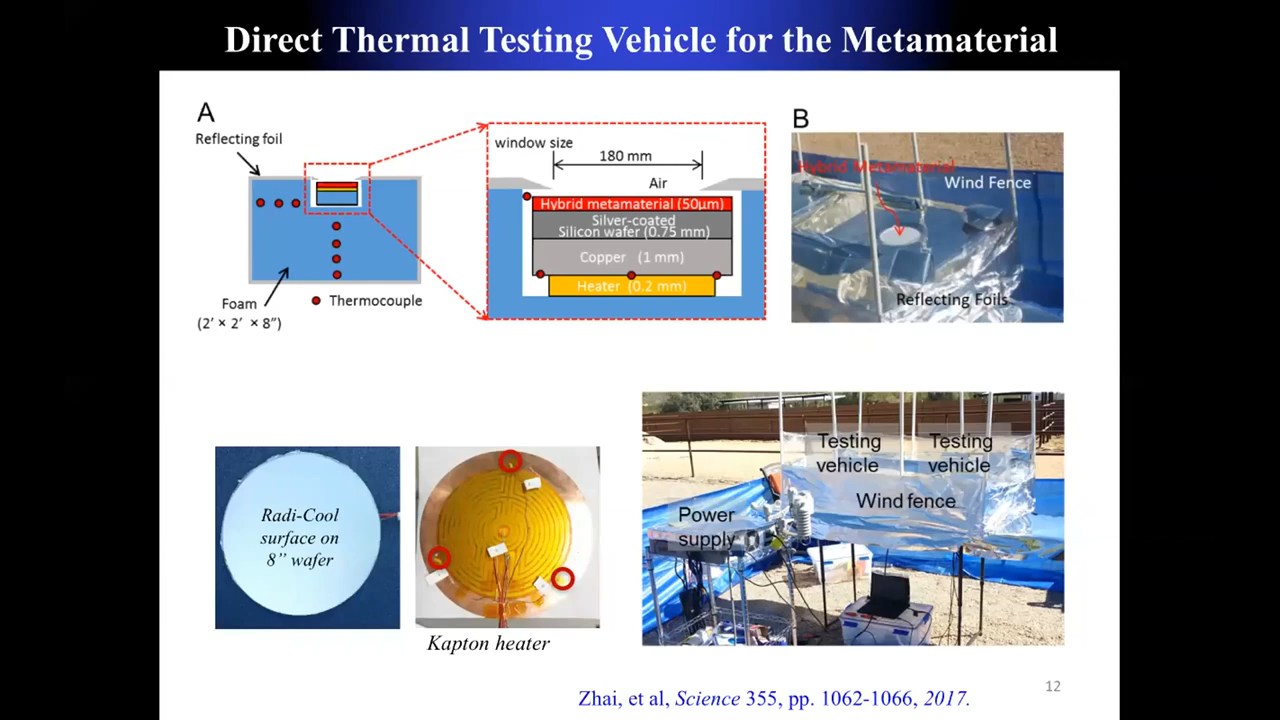 Direct Thermal Testing Vehicle for the Metamaterial
A
Reflecting foil
Foam
(2’ × 2’ × 8”)
Thermocouple
window size
180 mm
Air
Hybrid metamaterial (50μm)
Silver-coated
Silicon wafer (0.75 mm)
Copper (1 mm)
Heater (0.2 mm)
B
Hybrid Metamaterial
Wind Fence
Reflecting Foils
Radi-Cool
surface on
8” wafer
Kapton heater
Testing
vehicle
Testing
vehicle
Wind fence
Power
supply
Zhai, et al, Science 355, pp. 1062-1066, 2017.
12